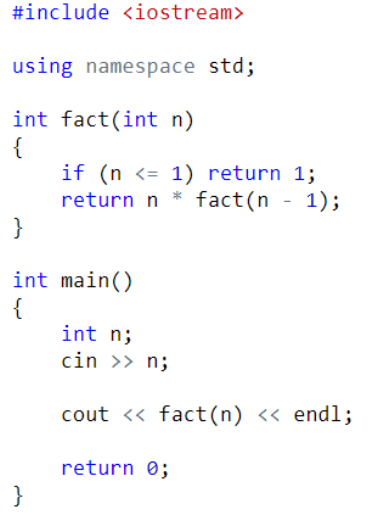 #include <iostream>
using namespace std;
int fact(int n)
{
    if (n <= 1) return 1;
    return n * fact(n - 1);
}
int main()
{
    int n;
    cin >> n;
    cout << fact(n) << endl;
    return 0;
}